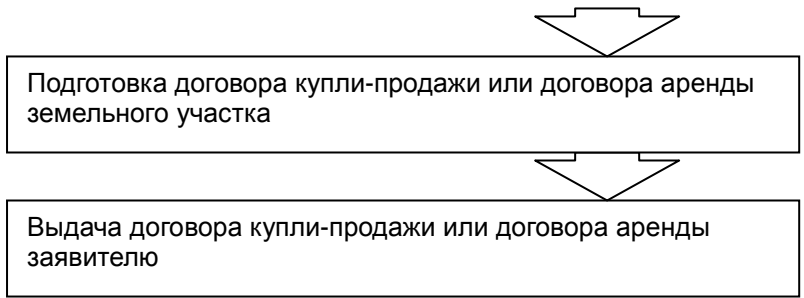 Подготовка договора купли-продажи или договора аренды
земельного участка
Выдача договора купли-продажи или договора аренды
заявителю